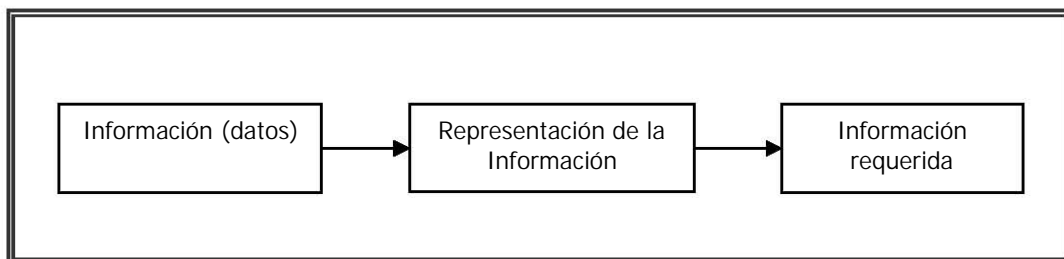 Información (datos)
Representación de la
Información
Información
requerida